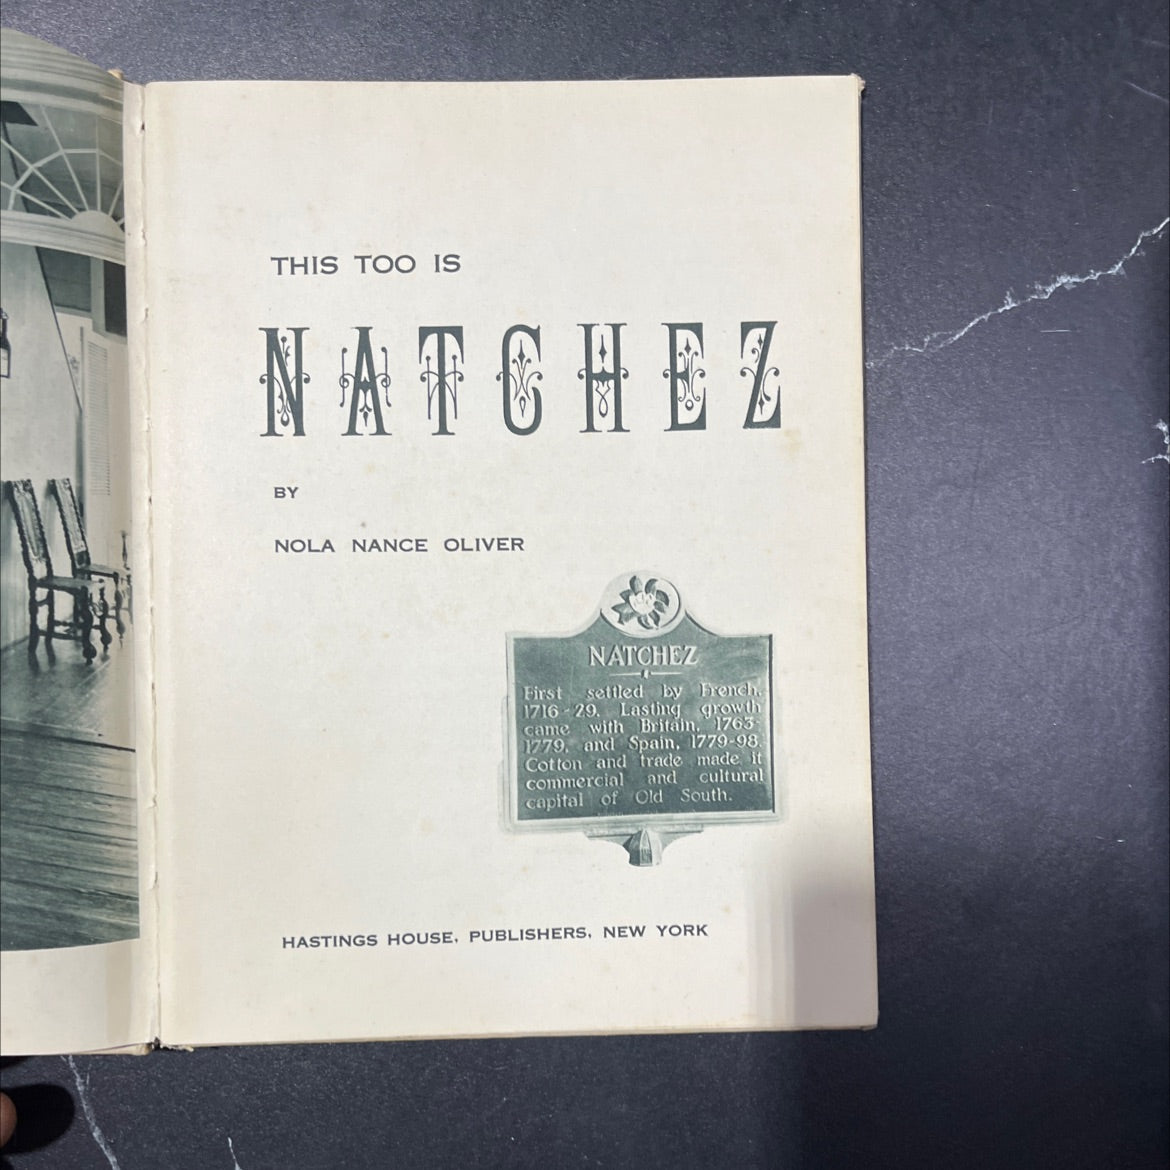 THIS TOO IS
NATCHEZ
BY
NOLA NANCE OLIVER
NATCHEZ
First settled by French,
1716-29. Lasting growth
came with Britain, 1763-
1779, and Spain, 1779-98.
Cotton and trade made it
commercial and cultural
capital of Old South.
HASTINGS HOUSE, PUBLISHERS, NEW YORK